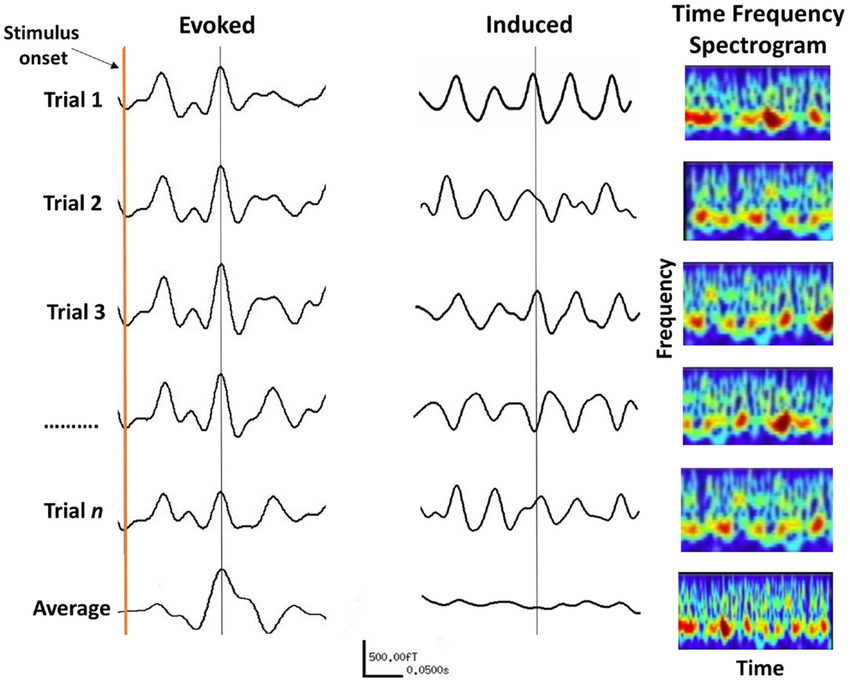 Evoked
Induced
Time Frequency
Spectrogram
Stimulus
onset
Trial 1
Trial 2
Trial 3
..........
Trial n
Average
Frequency
500.00fT
0.0500s
Time